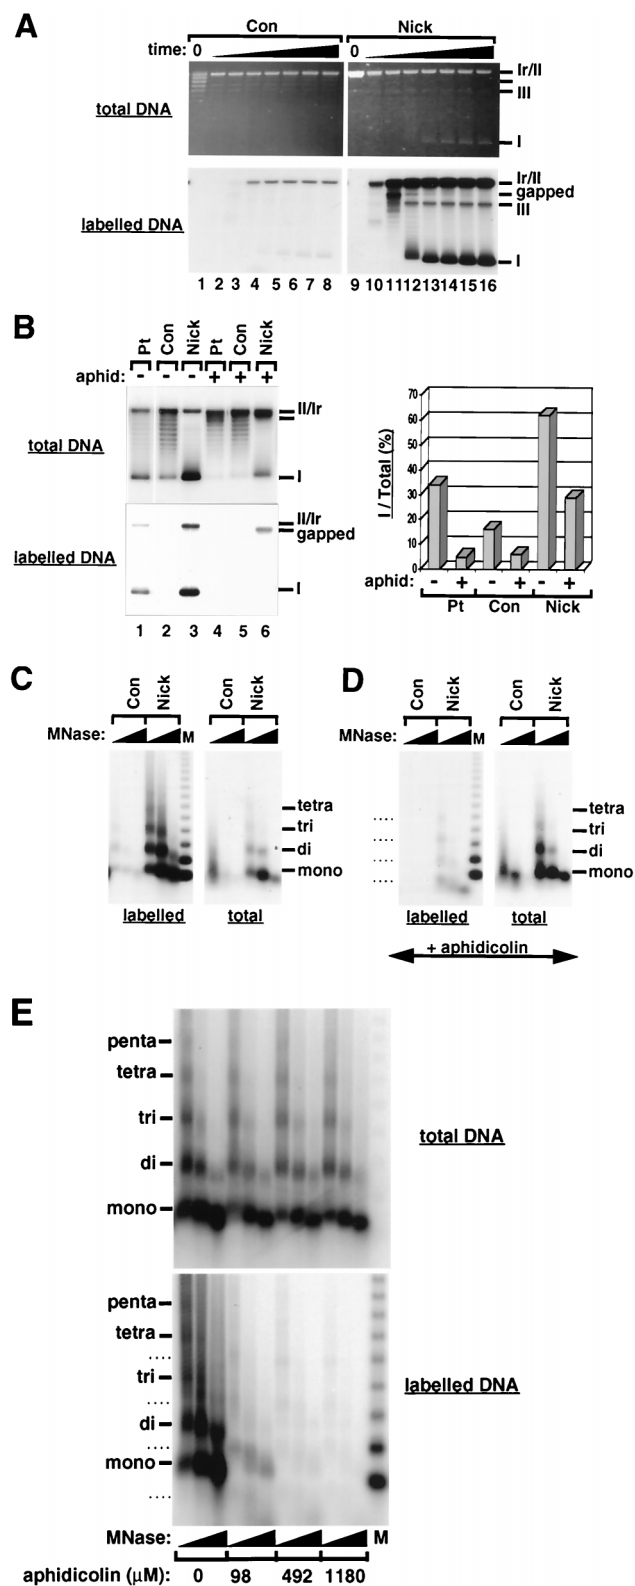 A
Con Nick
time: 0 0
total DNA
Ir/II
III
I
labelled DNA
Ir/II
gapped
III
I
1 2 3 4 5 6 7 8 9 10 11 12 13 14 15 16
B
Pt Con Nick Pt Con Nick
aphid: - - - + + +
total DNA
II/Ir
I
labelled DNA
II/Ir
gapped
I
1 2 3 4 5 6
I / Total (%)
70
60
50
40
30
20
10
0
aphid: - + - + - +
Pt Con Nick
C
Con Nick Con Nick
MNase: M
tetra
tri
di
mono
labelled total
D
Con Nick Con Nick
MNase: M
tetra
tri
di
mono
labelled total
+ aphidicolin
E
penta
tetra
tri
di
mono
total DNA
penta
tetra
tri
di
mono
labelled DNA
MNase: M
aphidicolin (μM): 0 98 492 1180